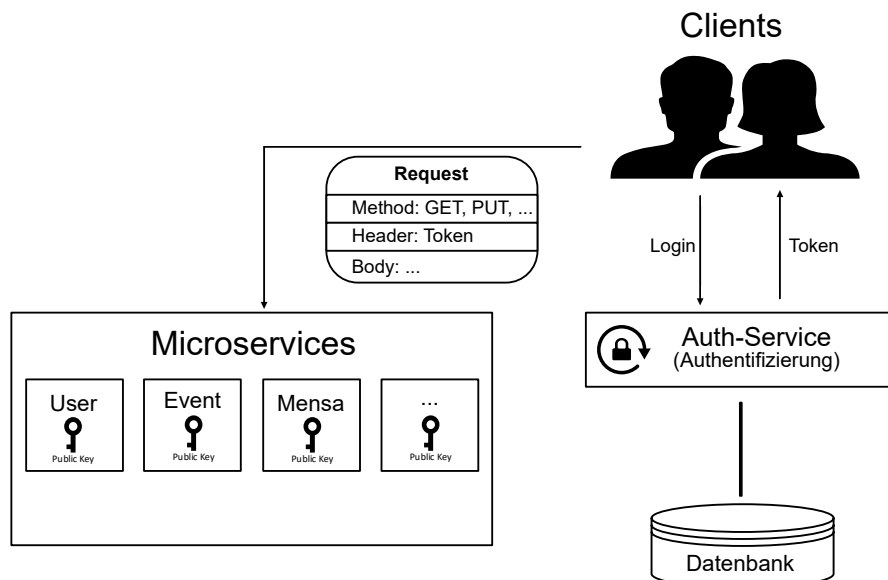 Clients
Request
Method: GET, PUT, ...
Header: Token
Body: ...
Login
Token
Microservices
User
Public Key
Event
Public Key
Mensa
Public Key
...
Public Key
Auth-Service
(Authentifizierung)
Datenbank